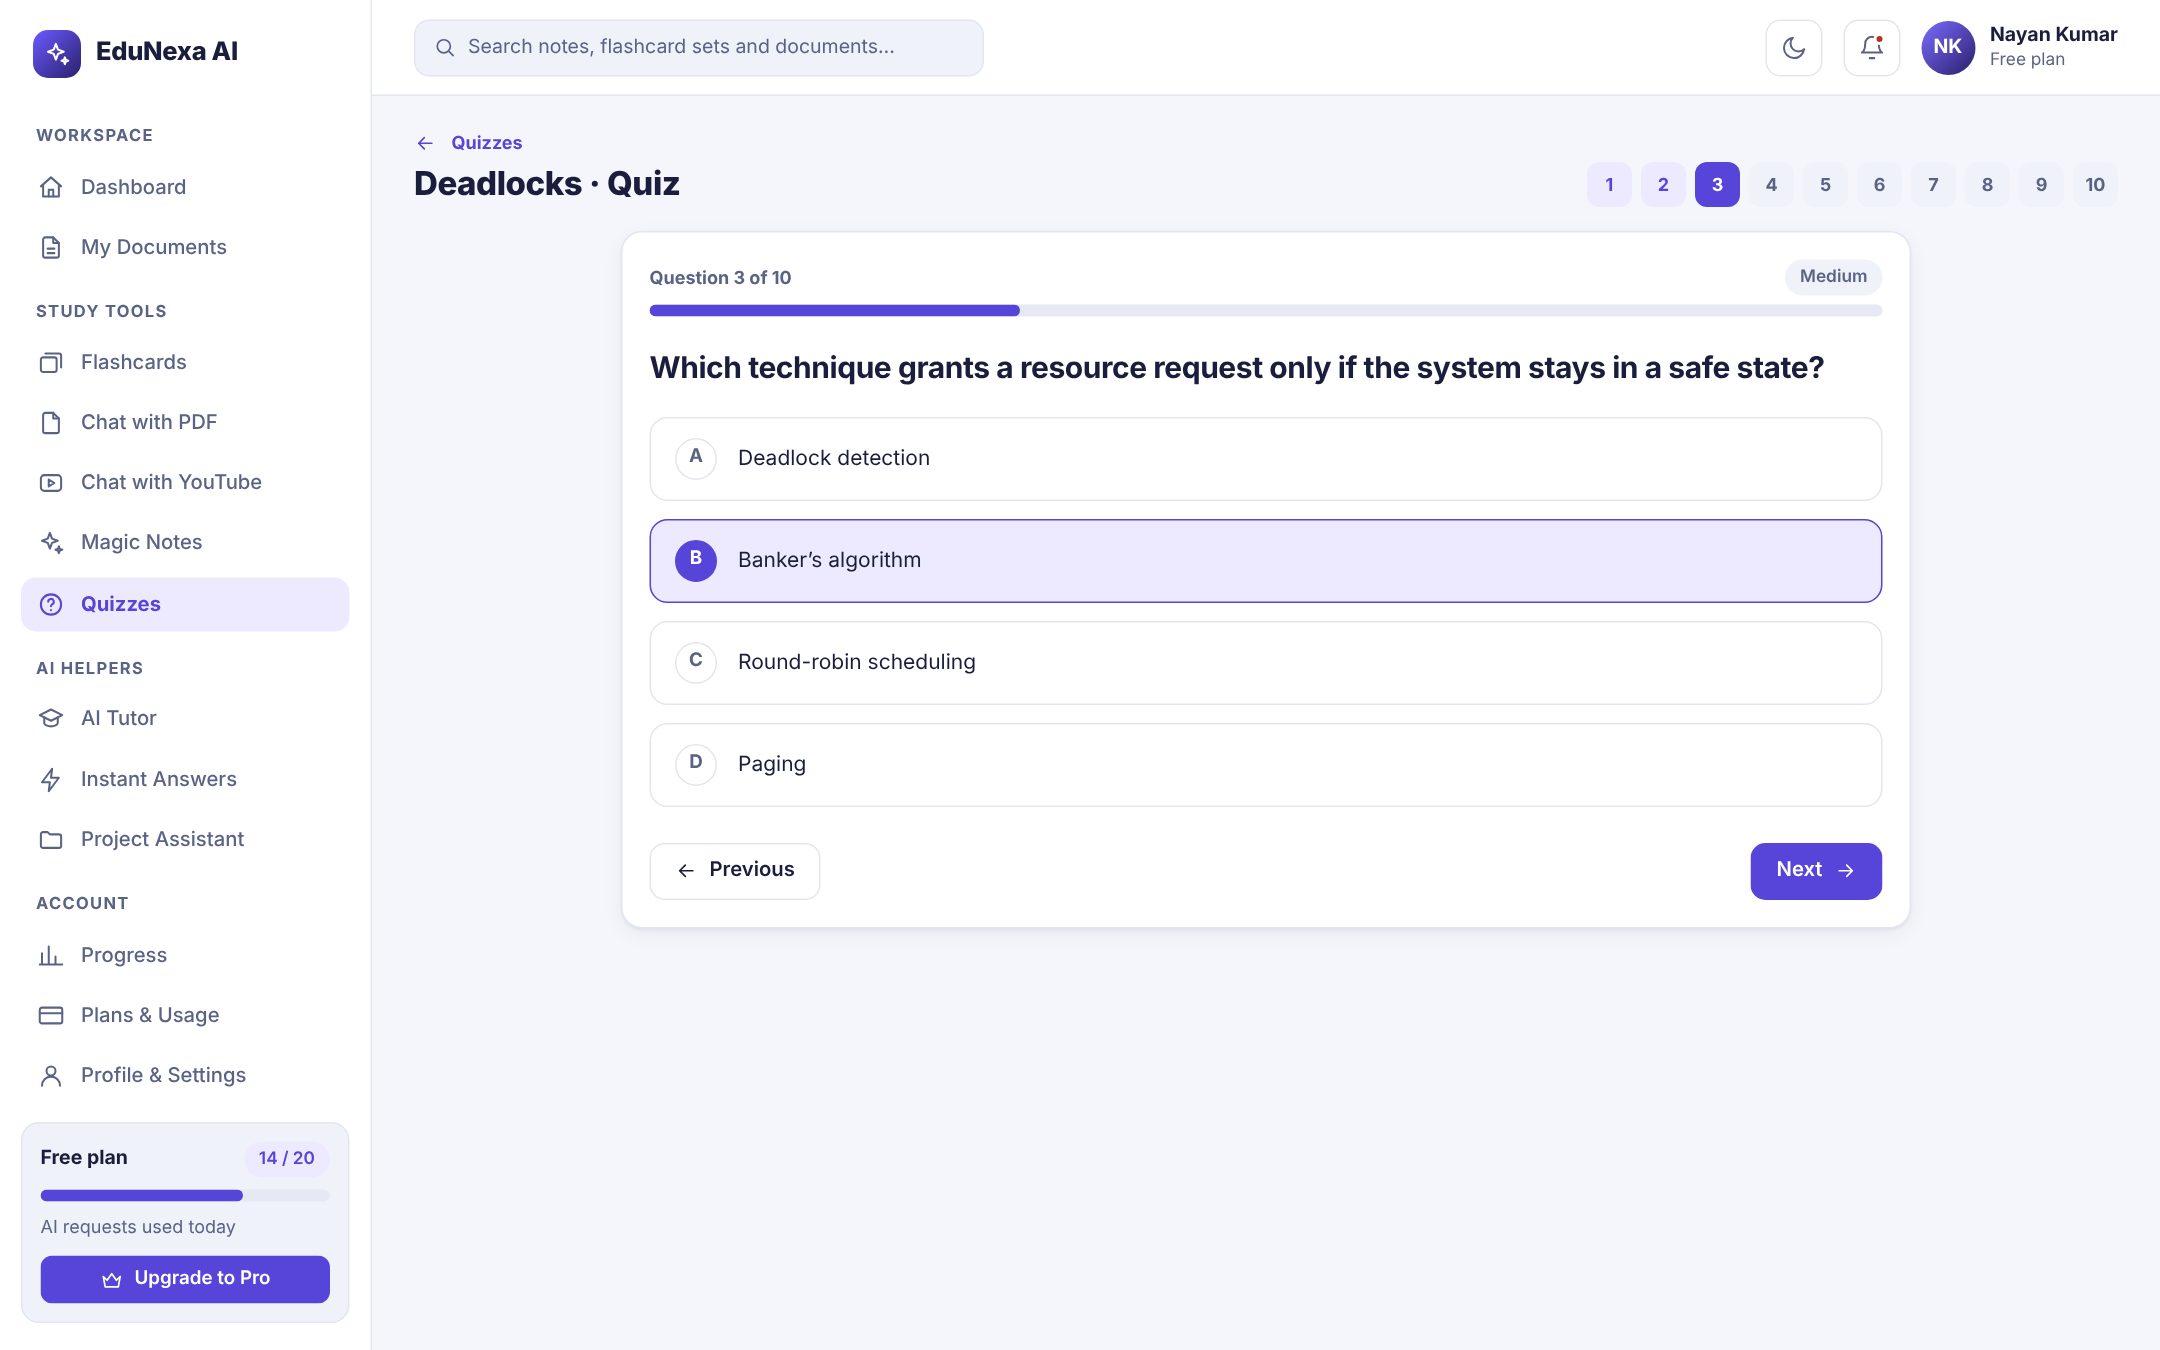 EduNexa AI
WORKSPACE
Dashboard
My Documents
STUDY TOOLS
Flashcards
Chat with PDF
Chat with YouTube
Magic Notes
Quizzes
AI HELPERS
AI Tutor
Instant Answers
Project Assistant
ACCOUNT
Progress
Plans & Usage
Profile & Settings
Free plan 14 / 20
AI requests used today
Upgrade to Pro
Search notes, flashcard sets and documents...
NK Nayan Kumar
Free plan
← Quizzes
Deadlocks · Quiz
1 2 3 4 5 6 7 8 9 10
Question 3 of 10 Medium
Which technique grants a resource request only if the system stays in a safe state?
A Deadlock detection
B Banker’s algorithm
C Round-robin scheduling
D Paging
← Previous
Next →